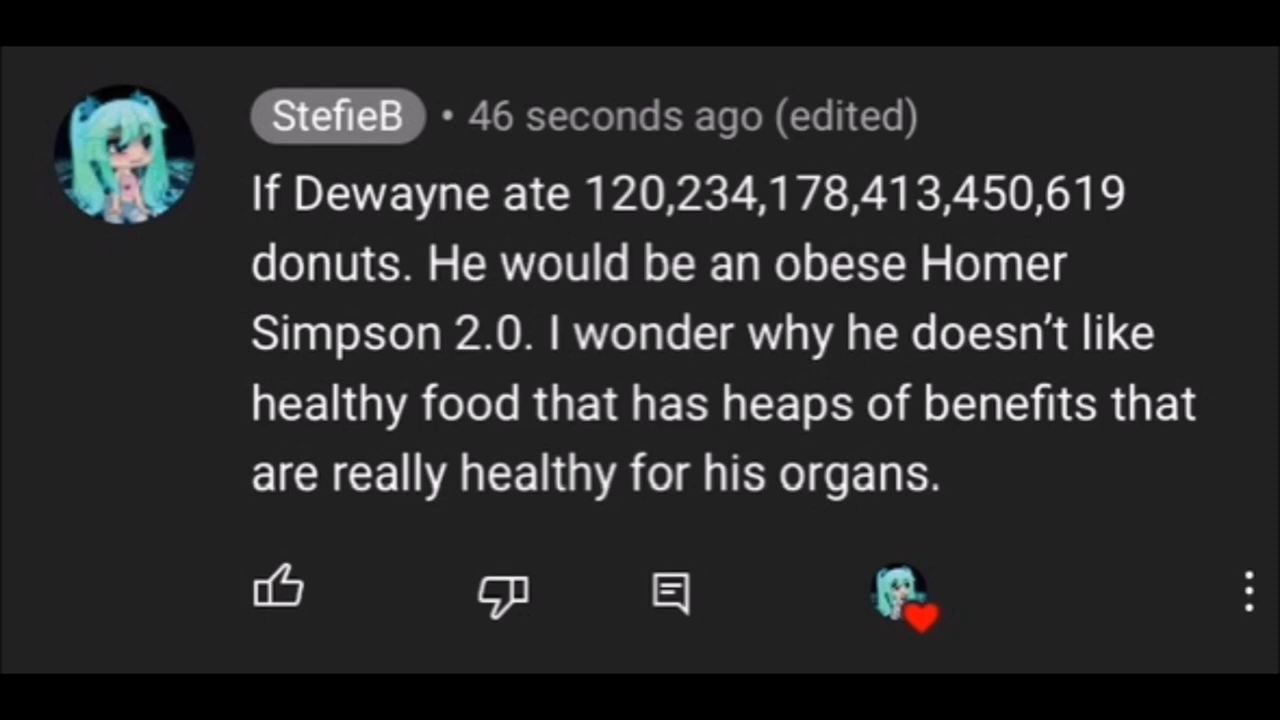 StefieB • 46 seconds ago (edited)
If Dewayne ate 120,234,178,413,450,619
donuts. He would be an obese Homer
Simpson 2.0. I wonder why he doesn’t like
healthy food that has heaps of benefits that
are really healthy for his organs.